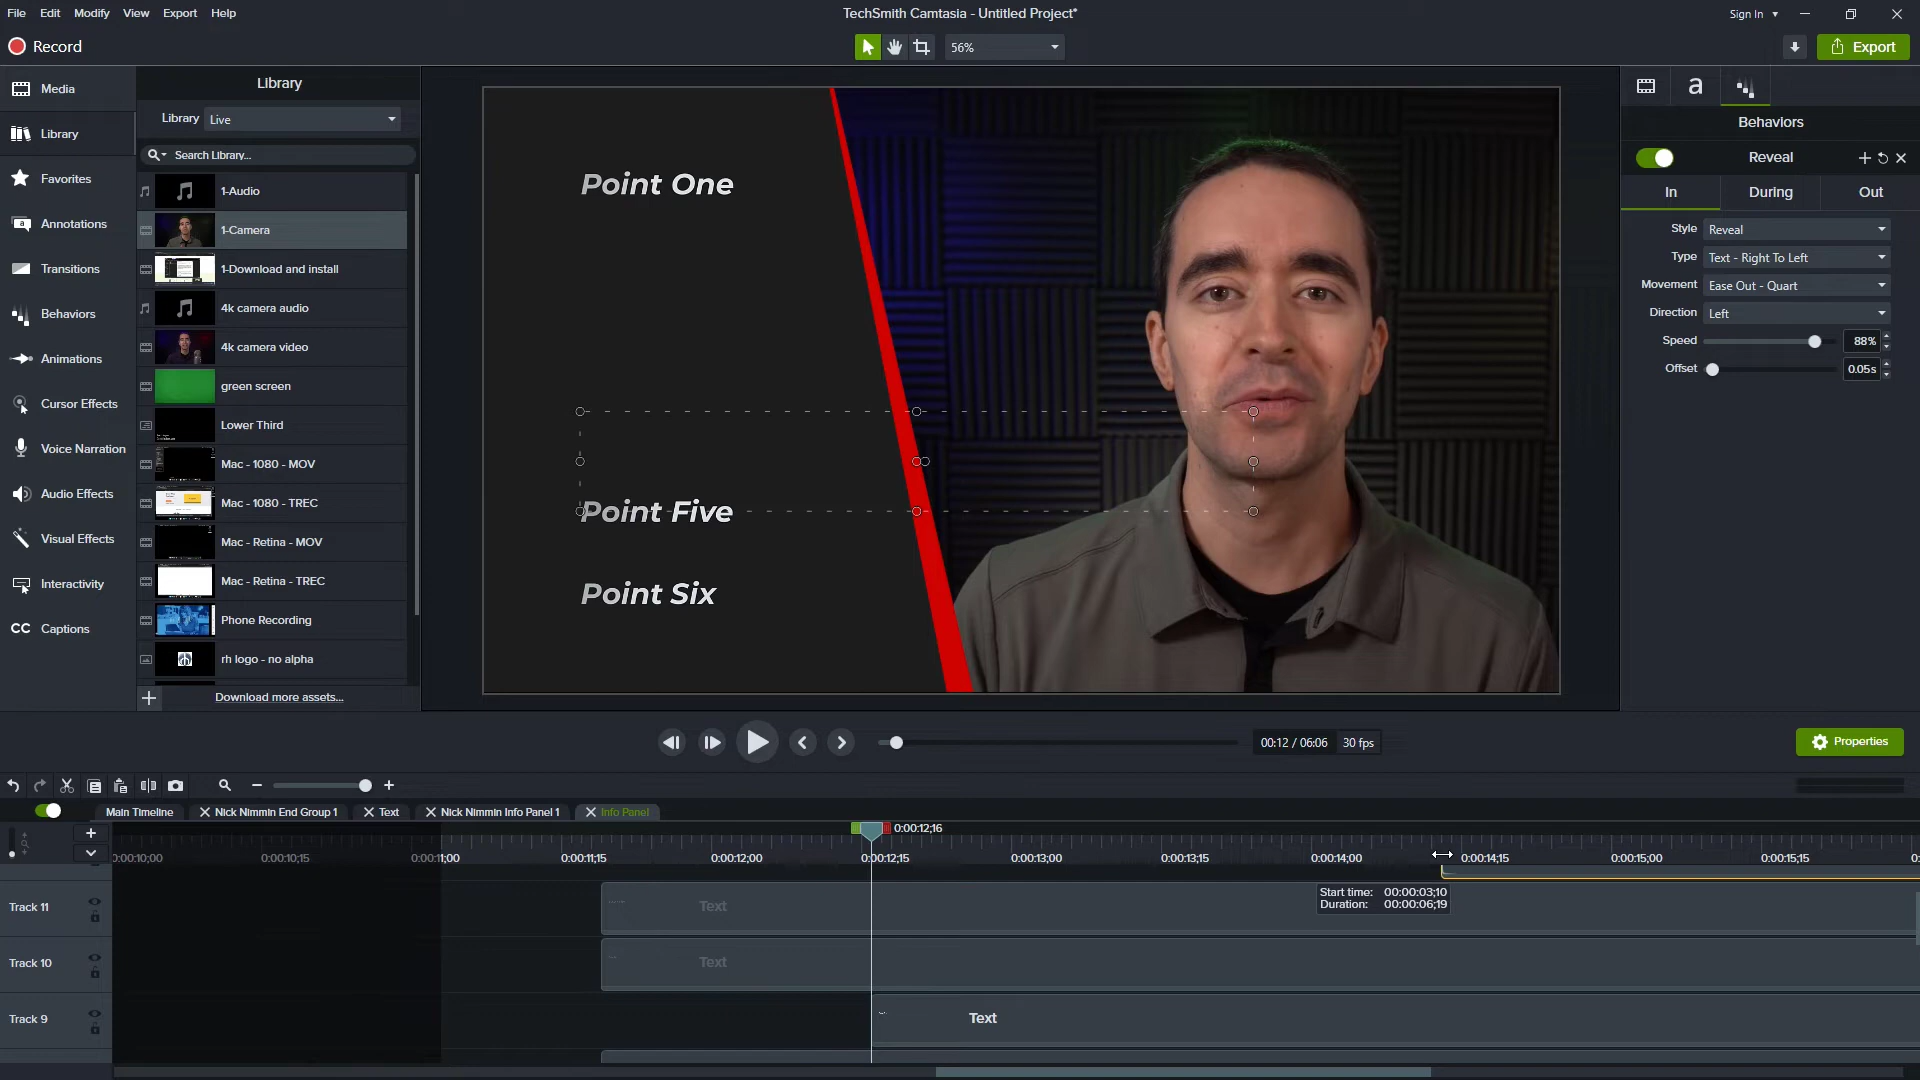 File Edit Modify View Export Help
TechSmith Camtasia - Untitled Project*
Sign In
Record
56%
Export
Media
Library
Favorites
Annotations
Transitions
Behaviors
Animations
Cursor Effects
Voice Narration
Audio Effects
Visual Effects
Interactivity
CC Captions
Library
Library Live
Search Library...
1-Audio
1-Camera
1-Download and install
4k camera audio
4k camera video
green screen
Lower Third
Mac - 1080 - MOV
Mac - 1080 - TREC
Mac - Retina - MOV
Mac - Retina - TREC
Phone Recording
rh logo - no alpha
Download more assets...
Point One
Point Five
Point Six
a
Behaviors
Reveal
In During Out
Style Reveal
Type Text - Right To Left
Movement Ease Out - Quart
Direction Left
Speed 88%
Offset 0.05s
00:12 / 06:06 30 fps
Properties
Main Timeline Nick Nimmin End Group 1 Text Nick Nimmin Info Panel 1 Info Panel
0:00:12;16
0:00:10;00 0:00:10;15 0:00:11;00 0:00:11;15 0:00:12;00 0:00:12;15 0:00:13;00 0:00:13;15 0:00:14;00 0:00:14;15 0:00:15;00 0:00:15;15
Start time: 00:00:03;10
Duration: 00:00:06;19
Track 11 Text
Track 10 Text
Track 9 Text